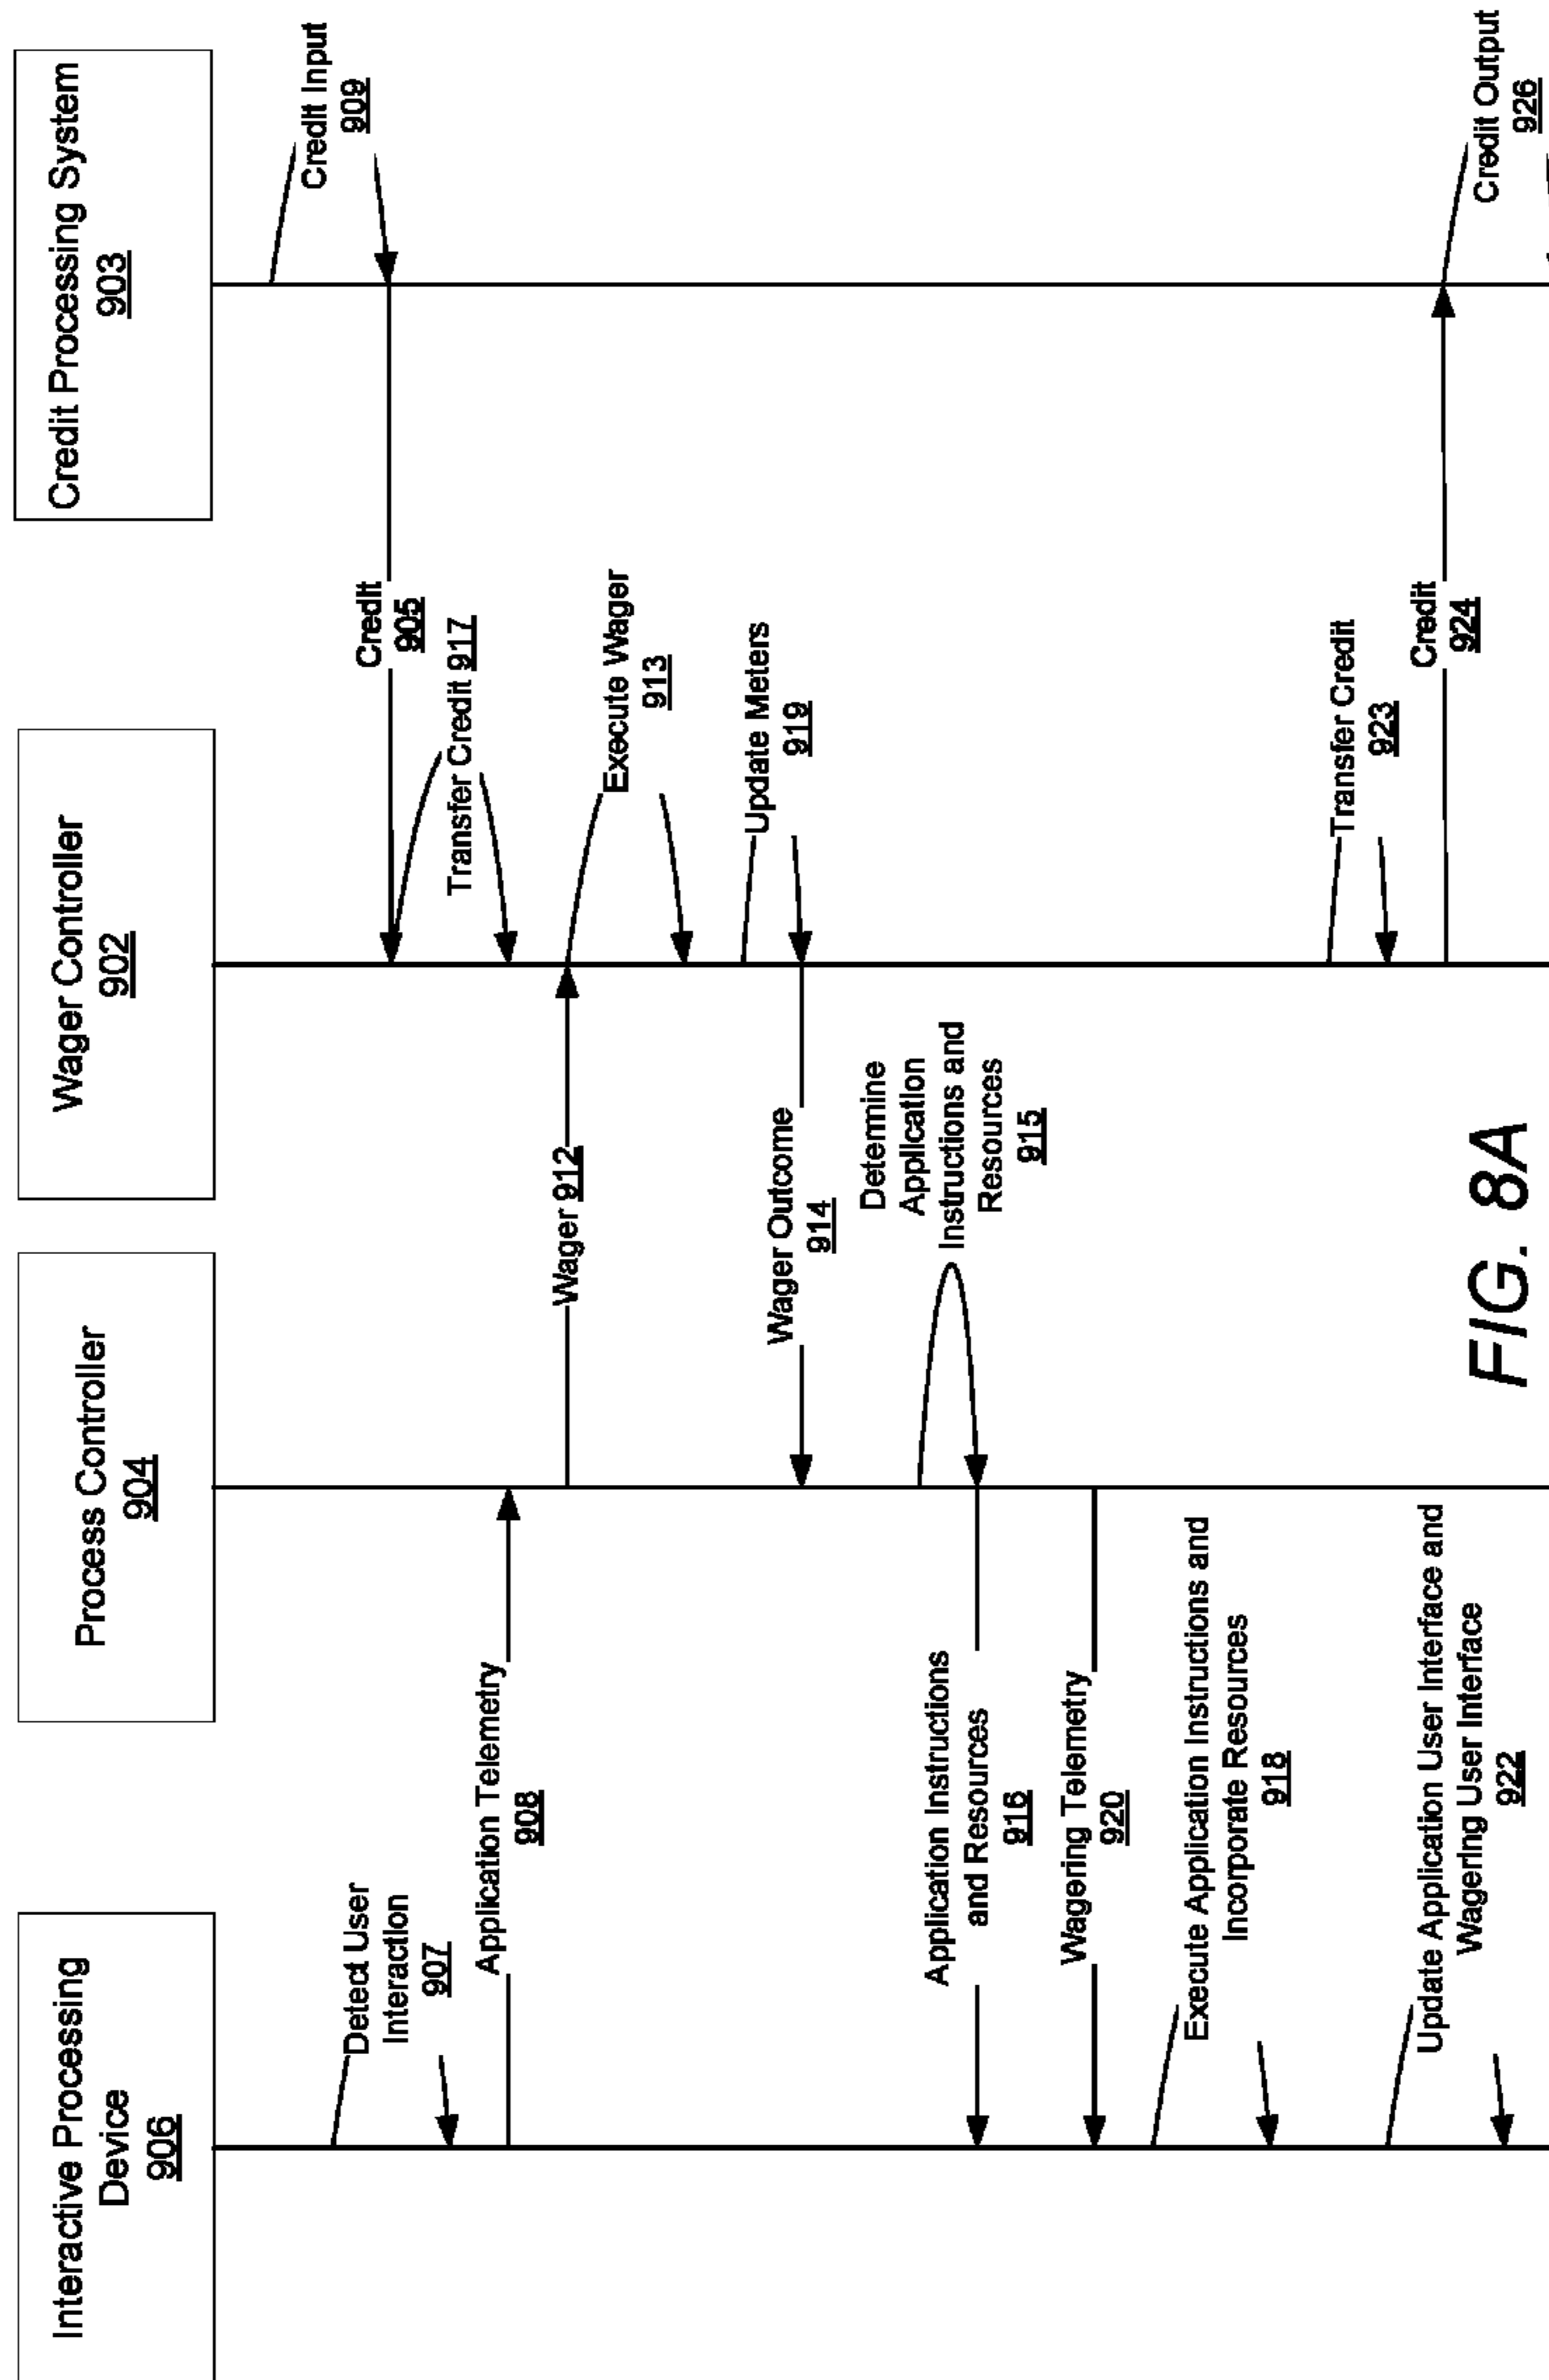 Interactive Processing
Device
906
Process Controller
904
Wager Controller
902
Credit Processing System
903
Credit Input
909
Detect User
Interaction
907
Credit
905
Transfer Credit 917
Application Telemetry
908
Wager 912
Execute Wager
913
Update Meters
919
Wager Outcome
914
Determine
Application
Instructions and
Resources
915
Application Instructions
and Resources
916
Wagering Telemetry
920
Execute Application Instructions and
Incorporate Resources
918
Transfer Credit
923
Update Application User Interface and
Wagering User Interface
922
Credit
924
Credit Output
926
FIG. 8A